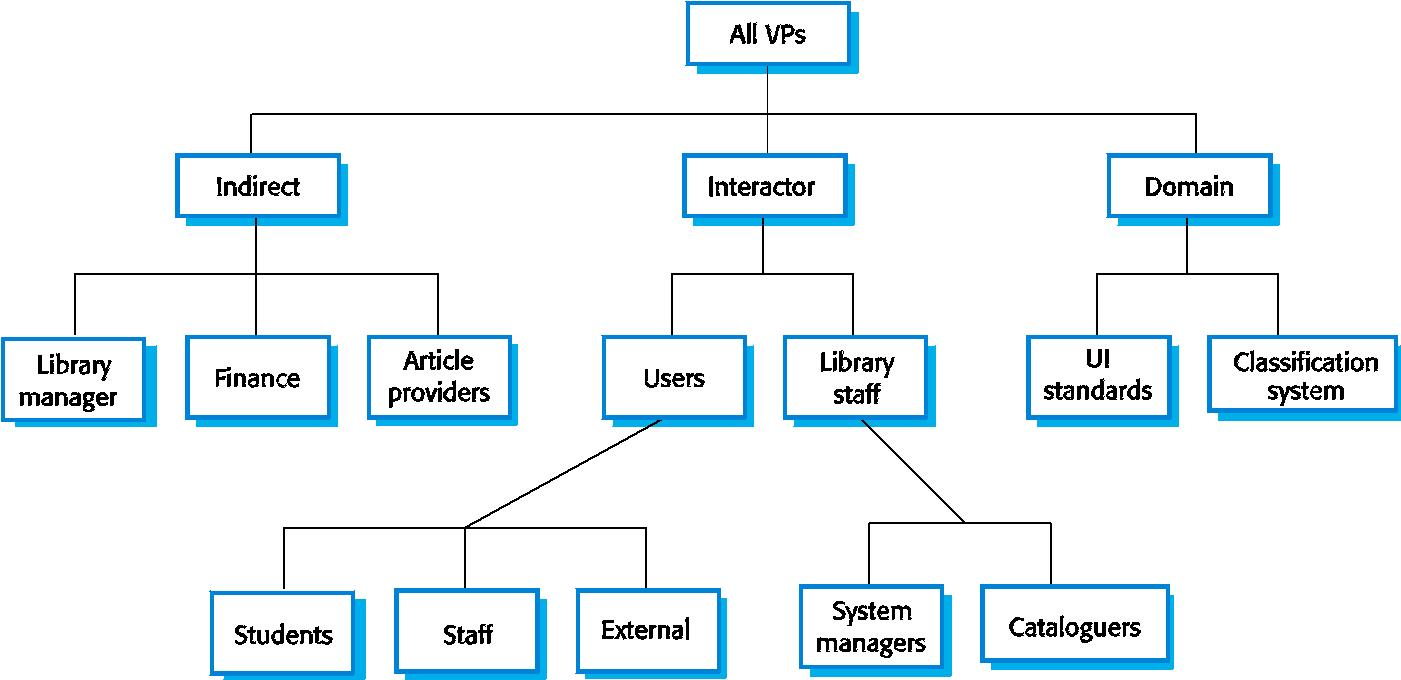 All VPs
Indirect
Interactor
Domain
Library
manager
Finance
Article
providers
Users
Library
staff
UI
standards
Classification
system
Students
Staff
External
System
managers
Cataloguers